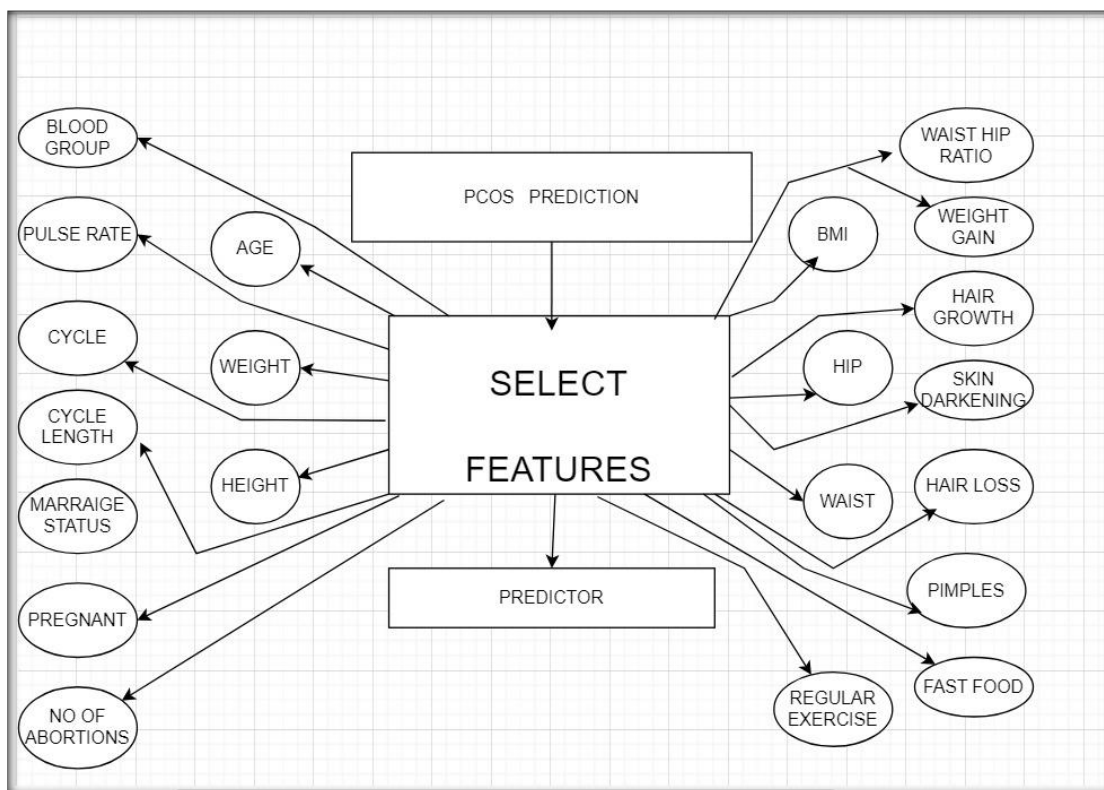 BLOOD
GROUP
PULSE RATE
CYCLE
CYCLE
LENGTH
MARRAIGE
STATUS
PREGNANT
NO OF
ABORTIONS
AGE
WEIGHT
HEIGHT
PCOS PREDICTION
SELECT
FEATURES
PREDICTOR
BMI
HIP
WAIST
REGULAR
EXERCISE
WAIST HIP
RATIO
WEIGHT
GAIN
HAIR
GROWTH
SKIN
DARKENING
HAIR LOSS
PIMPLES
FAST FOOD